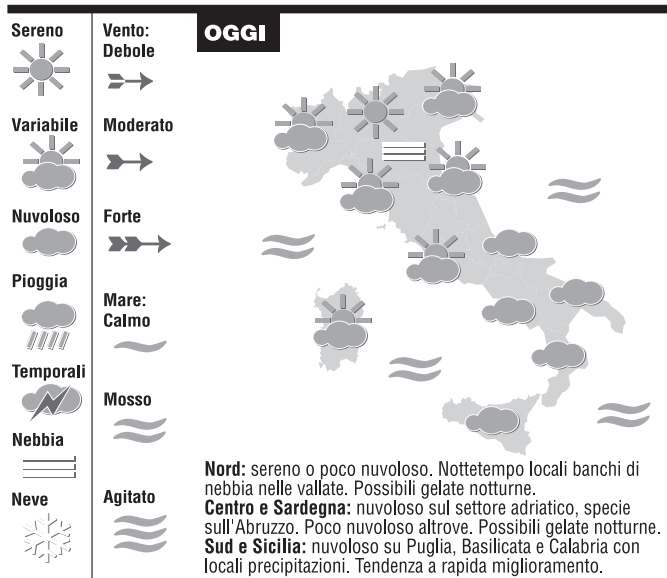 Sereno
Variabile
Nuvoloso
Pioggia
Temporali
Nebbia
Neve
Vento:
Debole
Moderato
Forte
Mare:
Calmo
Mosso
Agitato
OGGI
Nord: sereno o poco nuvoloso. Nottetempo locali banchi di
nebbia nelle vallate. Possibili gelate notturne.
Centro e Sardegna: nuvoloso sul settore adriatico, specie
sull'Abruzzo. Poco nuvoloso altrove. Possibili gelate notturne.
Sud e Sicilia: nuvoloso su Puglia, Basilicata e Calabria con
locali precipitazioni. Tendenza a rapida miglioramento.